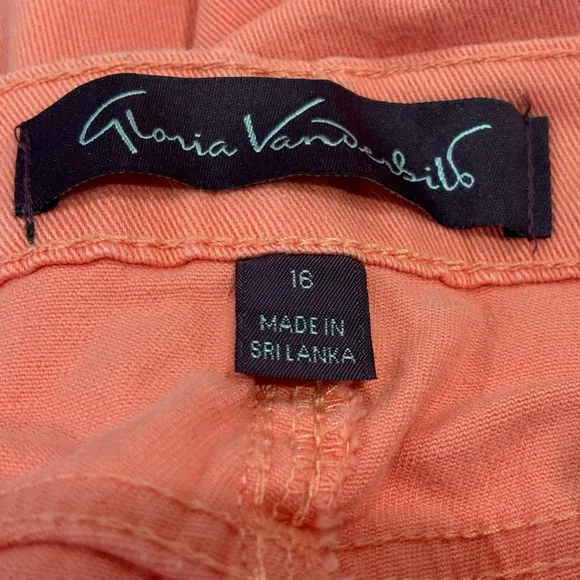 Gloria Vanderbilt
16
MADE IN
SRI LANKA